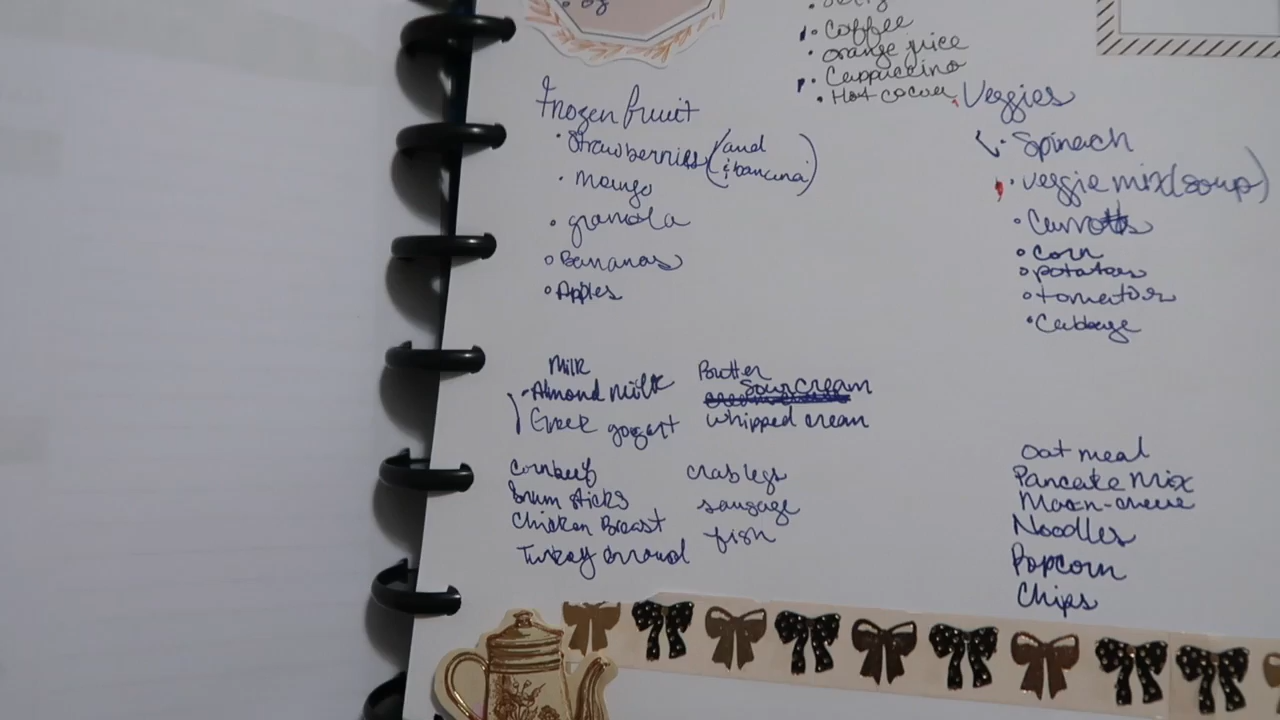 Coffee
orange juice
Cappuccino
Hot cocoa
Frozen fruit
Strawberries (and
& banana)
Mango
granola
Bananas
Apples
Veggies
Spinach
Veggie mix (soup)
Carrots
Corn
potatoes
tomatoes
Cabbage
Milk
Almond milk
Greek yogurt
Butter
Sour cream
whipped cream
Cornbeef
Drum sticks
Chicken Breast
Turkey Ground
crab legs
sausage
fish
Oat meal
Pancake Mix
Mac-n-cheese
Noodles
Popcorn
Chips